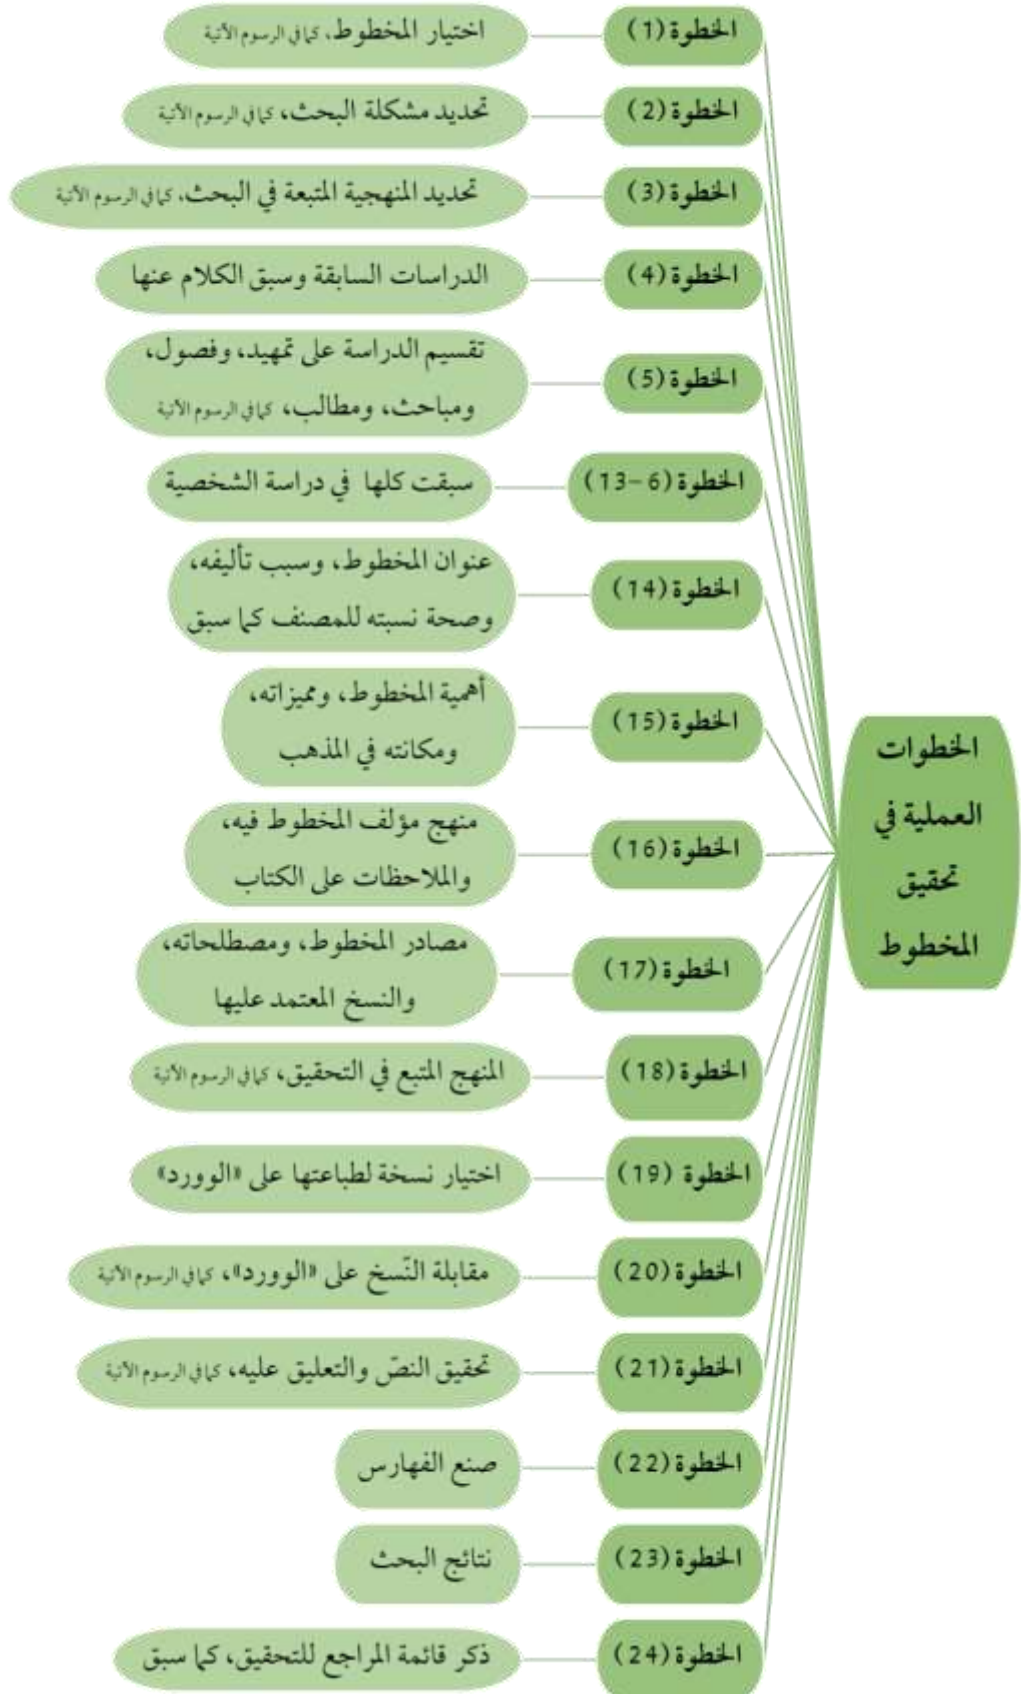 الخطوات
العملية في
تحقيق
المخطوط
الخطوة (1)
اختيار المخطوط، كما في الرسوم الآتية
الخطوة (2)
تحديد مشكلة البحث، كما في الرسوم الآتية
الخطوة (3)
تحديد المنهجية المتبعة في البحث، كما في الرسوم الآتية
الخطوة (4)
الدراسات السابقة وسبق الكلام عنها
الخطوة (5)
تقسيم الدراسة على تمهيد، وفصول،
ومباحث، ومطالب، كما في الرسوم الآتية
الخطوة (6-13)
سبقت كلها في دراسة الشخصية
الخطوة (14)
عنوان المخطوط، وسبب تأليفه،
وصحة نسبته للمصنف كما سبق
الخطوة (15)
أهمية المخطوط، ومميزاته،
ومكانته في المذهب
الخطوة (16)
منهج مؤلف المخطوط فيه،
والملاحظات على الكتاب
الخطوة (17)
مصادر المخطوط، ومصطلحاته،
والنسخ المعتمد عليها
الخطوة (18)
المنهج المتبع في التحقيق، كما في الرسوم الآتية
الخطوة (19)
اختيار نسخة لطباعتها على «الوورد»
الخطوة (20)
مقابلة النّسخ على «الوورد»، كما في الرسوم الآتية
الخطوة (21)
تحقيق النصّ والتعليق عليه، كما في الرسوم الآتية
الخطوة (22)
صنع الفهارس
الخطوة (23)
نتائج البحث
الخطوة (24)
ذكر قائمة المراجع للتحقيق، كما سبق